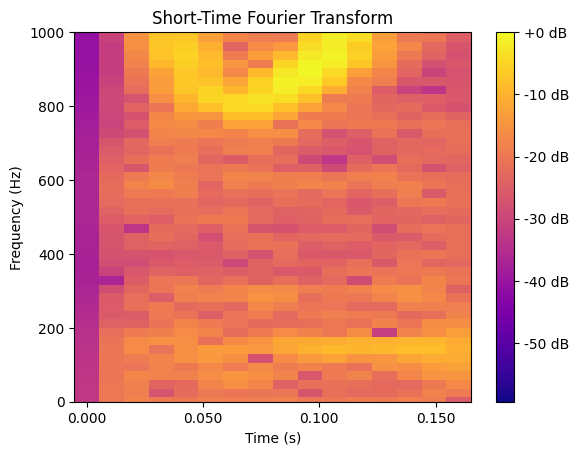 Short-Time Fourier Transform
1000
800
600
400
200
0
Frequency (Hz)
0.000
0.050
0.100
0.150
Time (s)
+0 dB
-10 dB
-20 dB
-30 dB
-40 dB
-50 dB